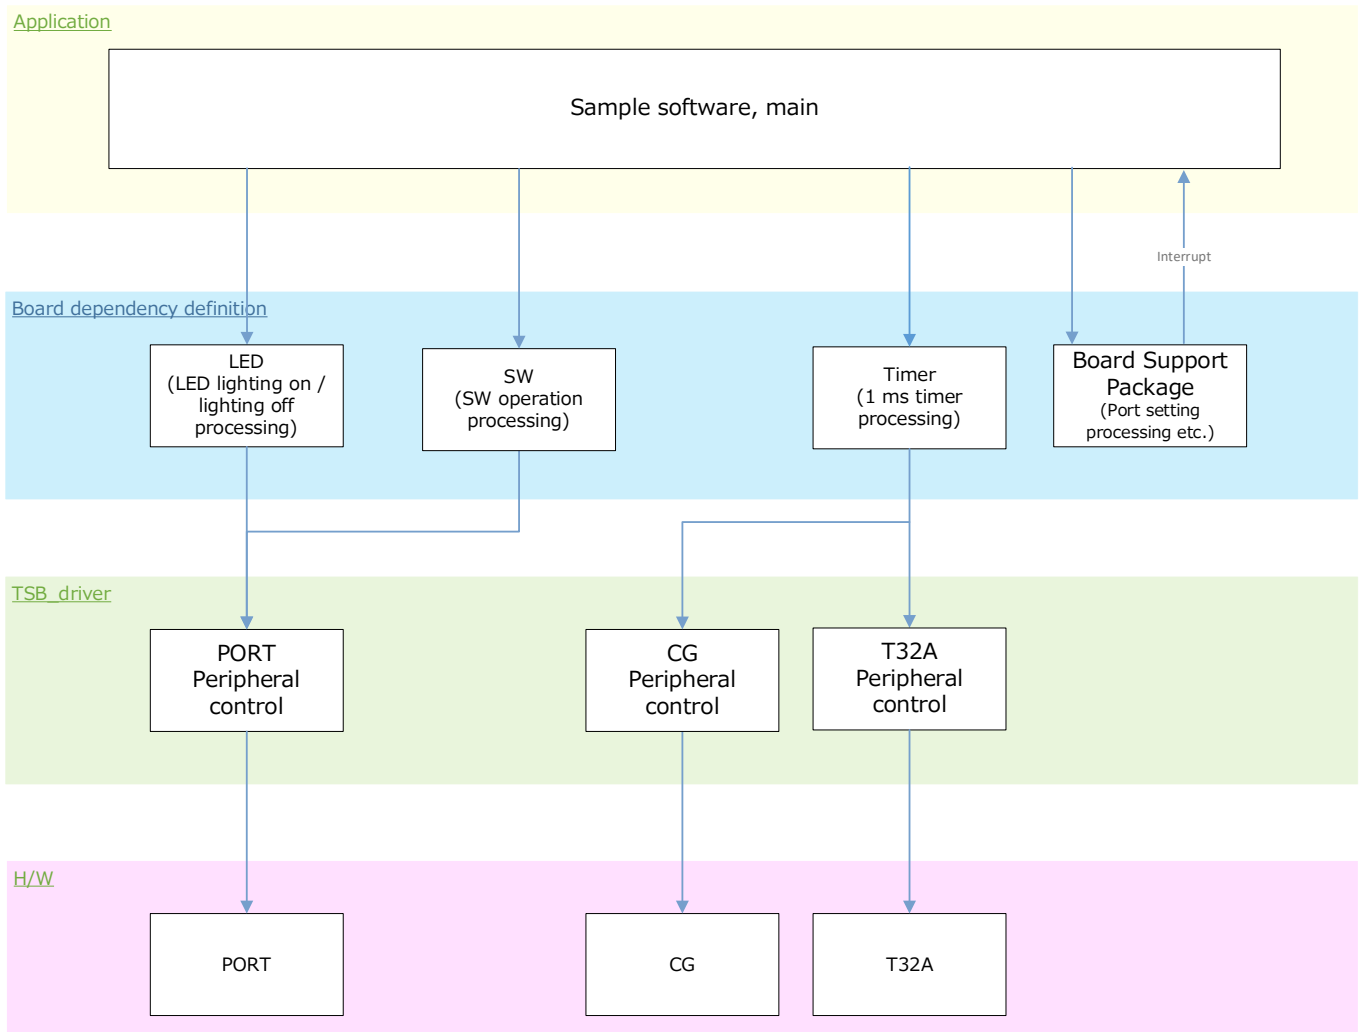 Application
Sample software, main
Interrupt
Board dependency definition
LED
(LED lighting on /
lighting off
processing)
SW
(SW operation
processing)
Timer
(1 ms timer
processing)
Board Support
Package
(Port setting
processing etc.)
TSB_driver
PORT
Peripheral
control
CG
Peripheral
control
T32A
Peripheral
control
H/W
PORT
CG
T32A